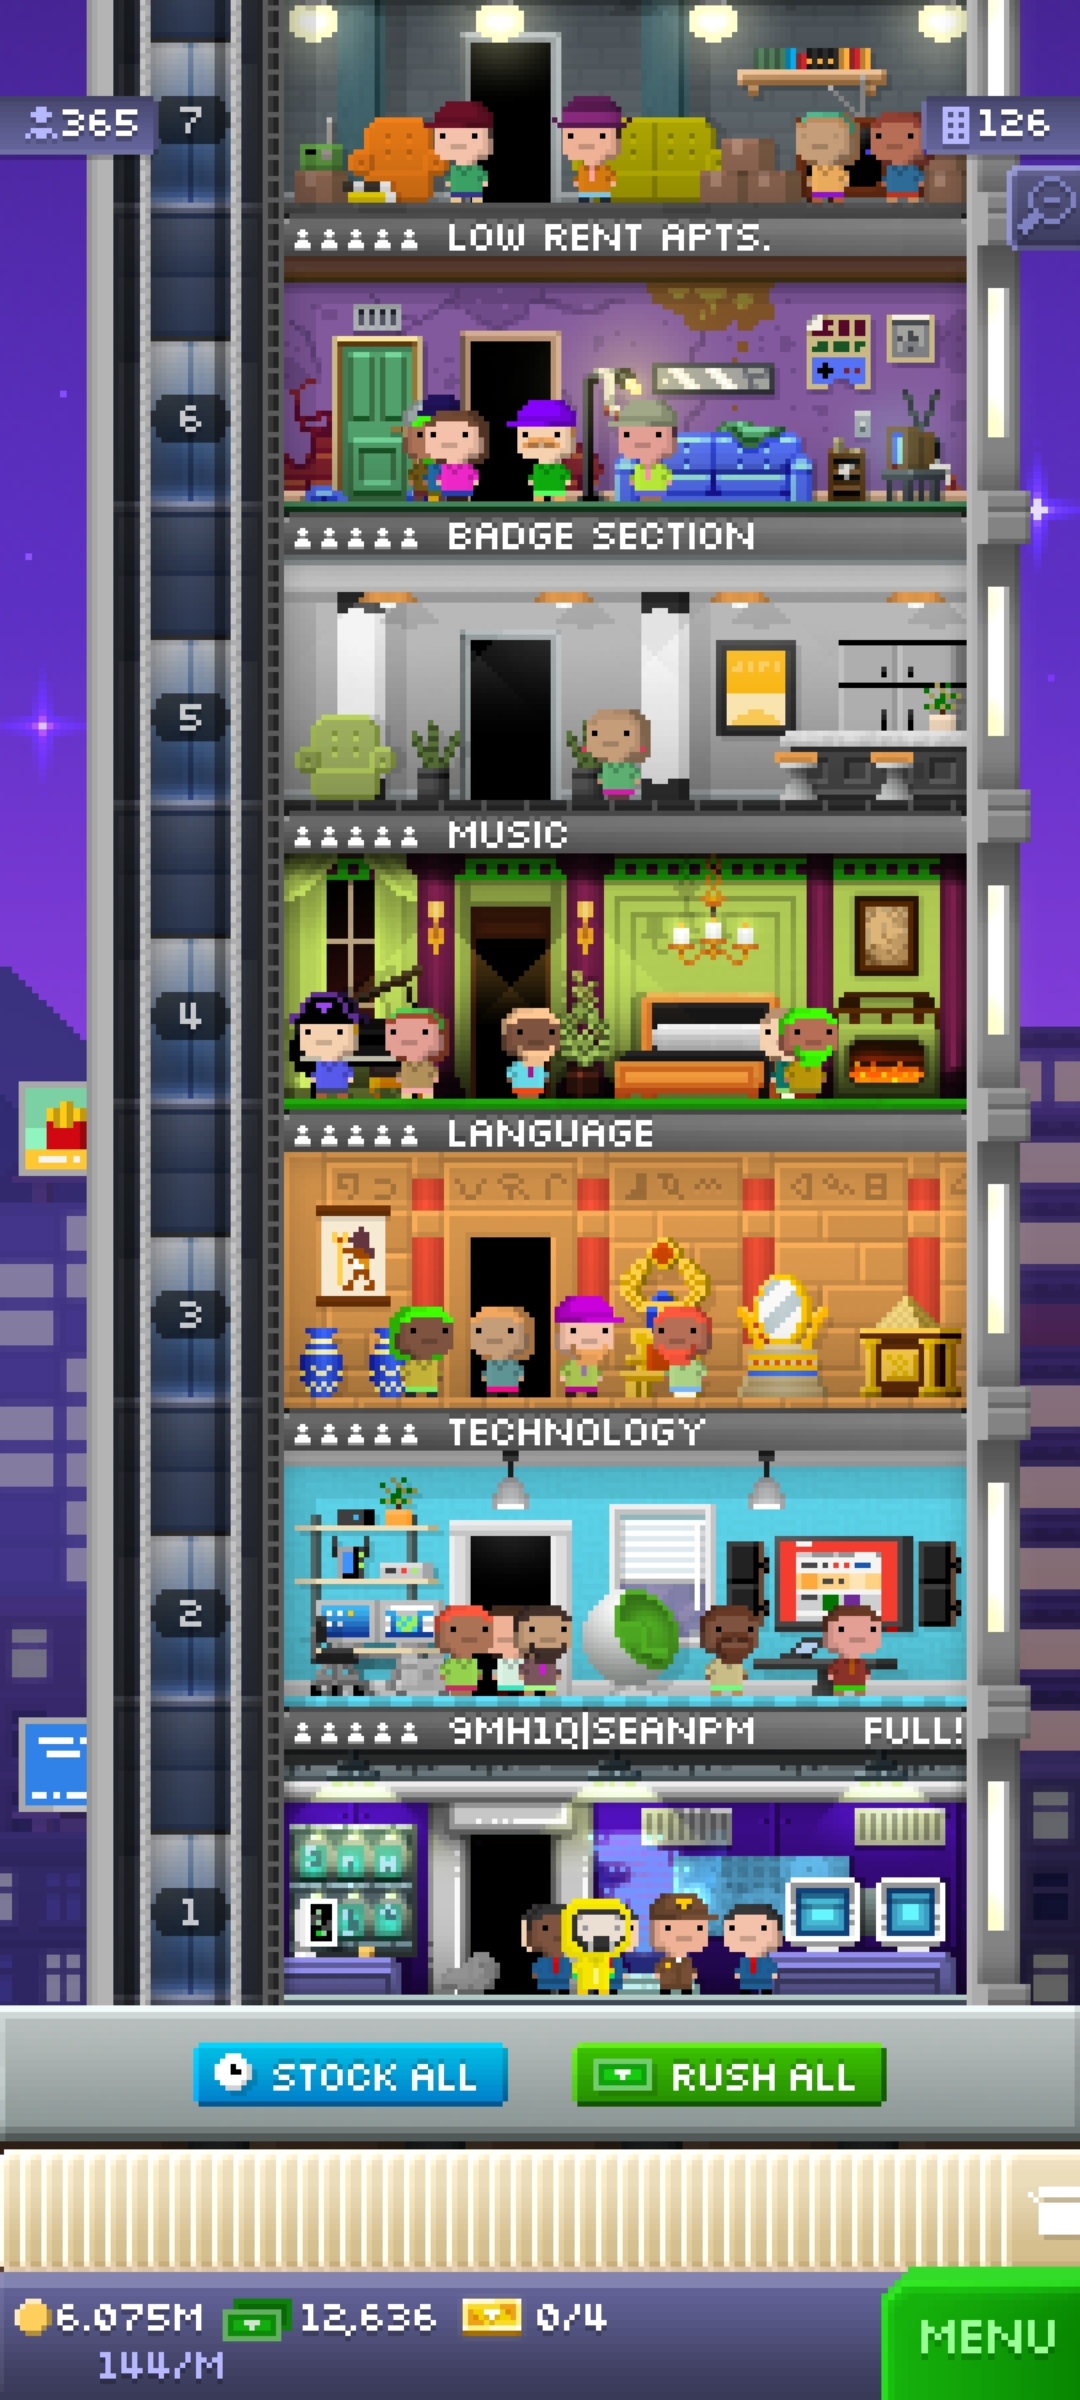 365
7
126
LOW RENT APTS.
6
BADGE SECTION
5
MUSIC
4
LANGUAGE
3
TECHNOLOGY
2
9MH1Q|SEANPM FULL!
1
STOCK ALL
RUSH ALL
6.075M 12,636 0/4
144/M
MENU